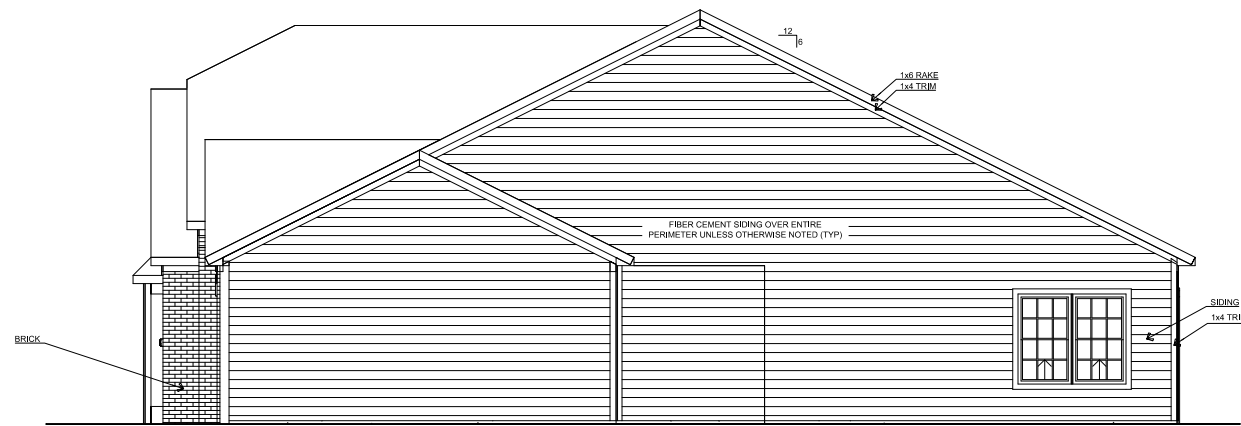 12
6
1x6 RAKE
1x4 TRIM
FIBER CEMENT SIDING OVER ENTIRE
PERIMETER UNLESS OTHERWISE NOTED (TYP)
SIDING
1x4 TRI
BRICK